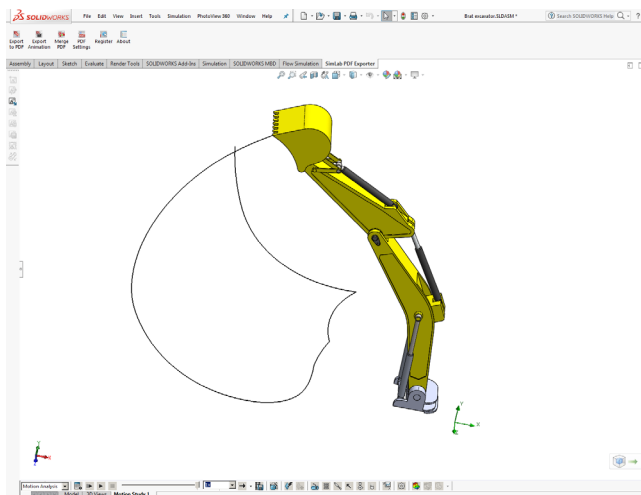 SOLIDWORKS File Edit View Insert Tools Simulation PhotoView 360 Window Help Brat excavator.SLDASM * Search SOLIDWORKS Help
Export to PDF Export Animation Merge PDF PDF Settings Register About
Assembly Layout Sketch Evaluate Render Tools SOLIDWORKS Add-Ins Simulation SOLIDWORKS MBD Flow Simulation SimLab PDF Exporter
Y
X
Z
Y
X
Z
Motion Analysis
Model 3D Views Motion Study 1